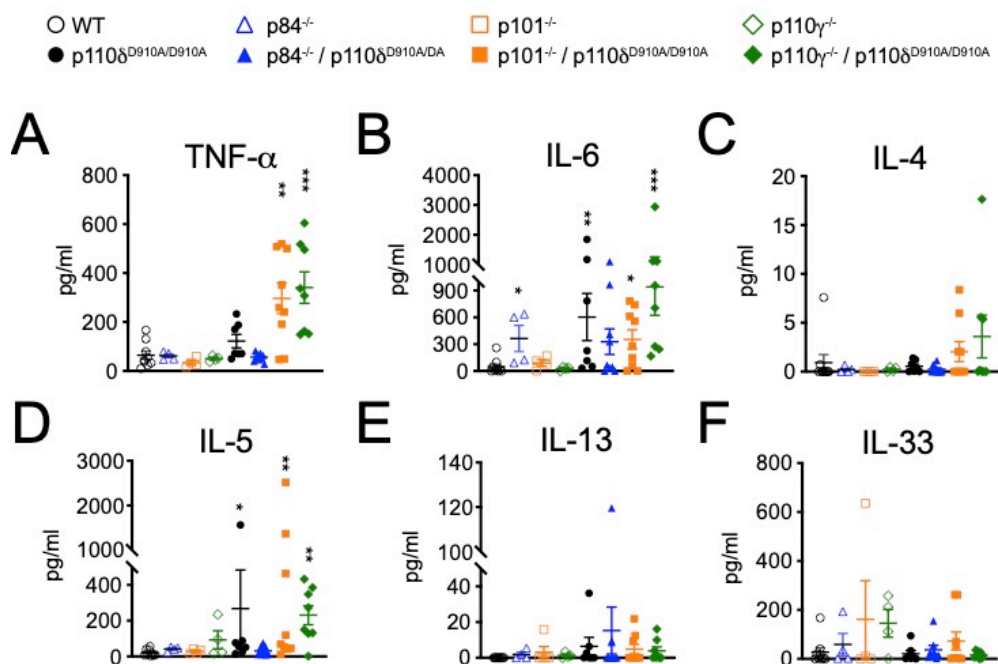 WT p84-/- p101-/- p110γ-/-
p110δD910A/D910A p84-/- / p110δD910A/DA p101-/- / p110δD910A/D910A p110γ-/- / p110δD910A/D910A
A TNF-α
pg/ml
800
600
400
200
0
** ***
B IL-6
pg/ml
4000
3000
2000
1000
900
600
300
0
* ** * ***
C IL-4
pg/ml
20
15
10
5
0
D IL-5
pg/ml
3000
2000
1000
400
200
0
* ** **
E IL-13
pg/ml
140
120
100
40
20
0
F IL-33
pg/ml
800
600
400
200
0